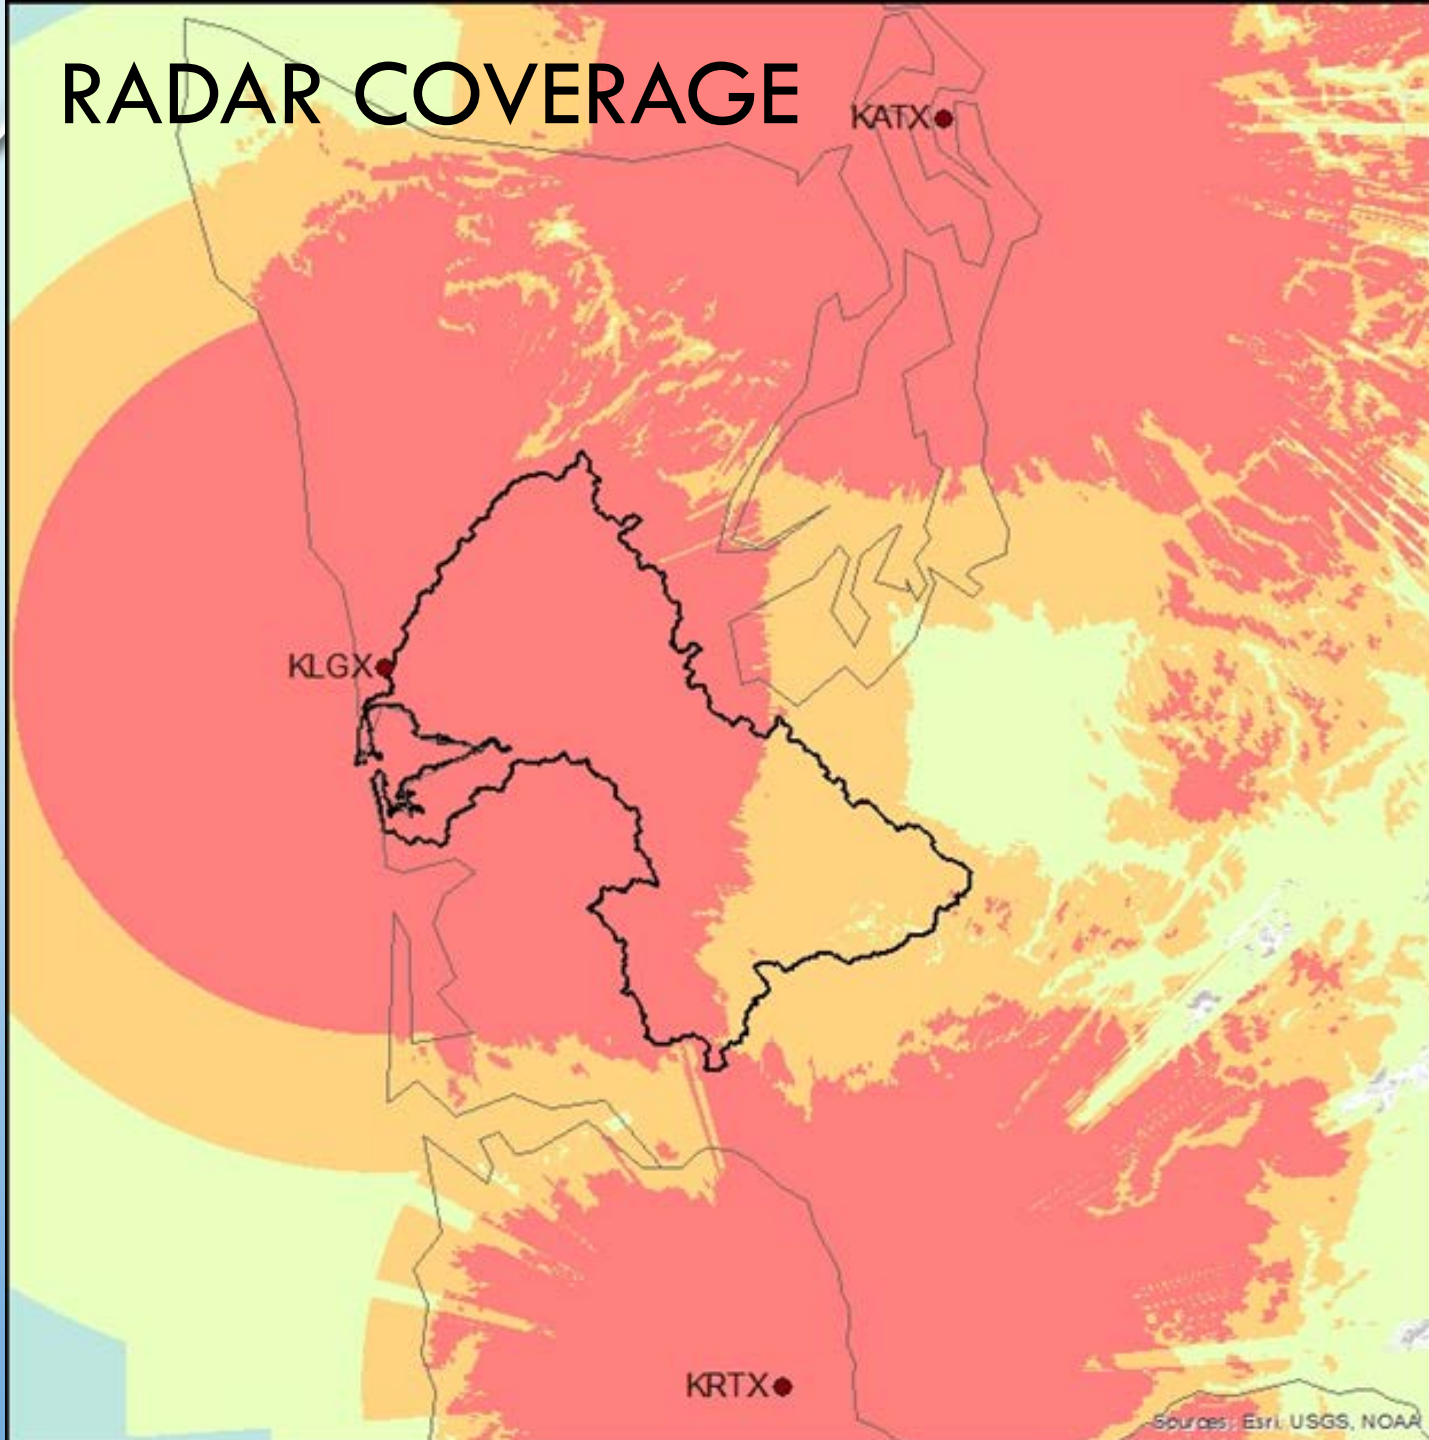 RADAR COVERAGE
KATX
KLGX
KRTX
Sources: Esri, USGS, NOAA